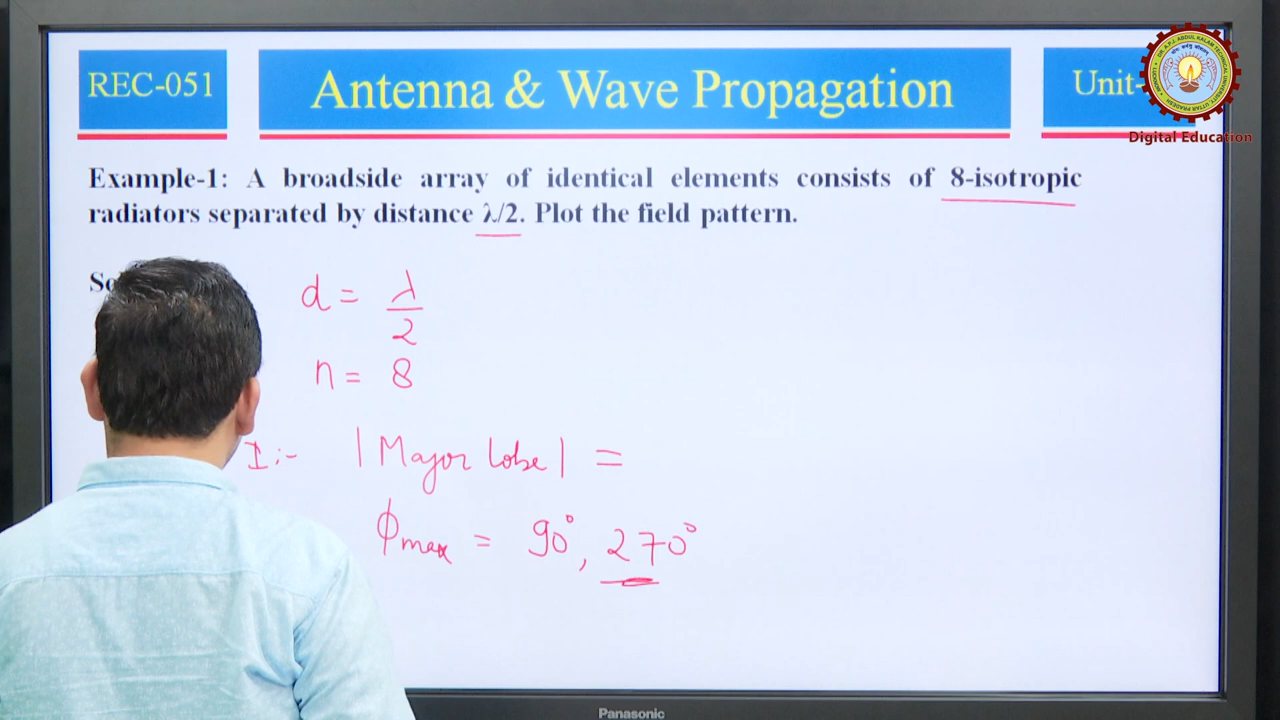 REC-051
Antenna & Wave Propagation
Unit-
Digital Education
Example-1: A broadside array of identical elements consists of 8-isotropic
radiators separated by distance λ/2. Plot the field pattern.
So
d = λ/2
n = 8
I :- |Major lobe| =
ϕmax = 90°, 270°
Panasonic